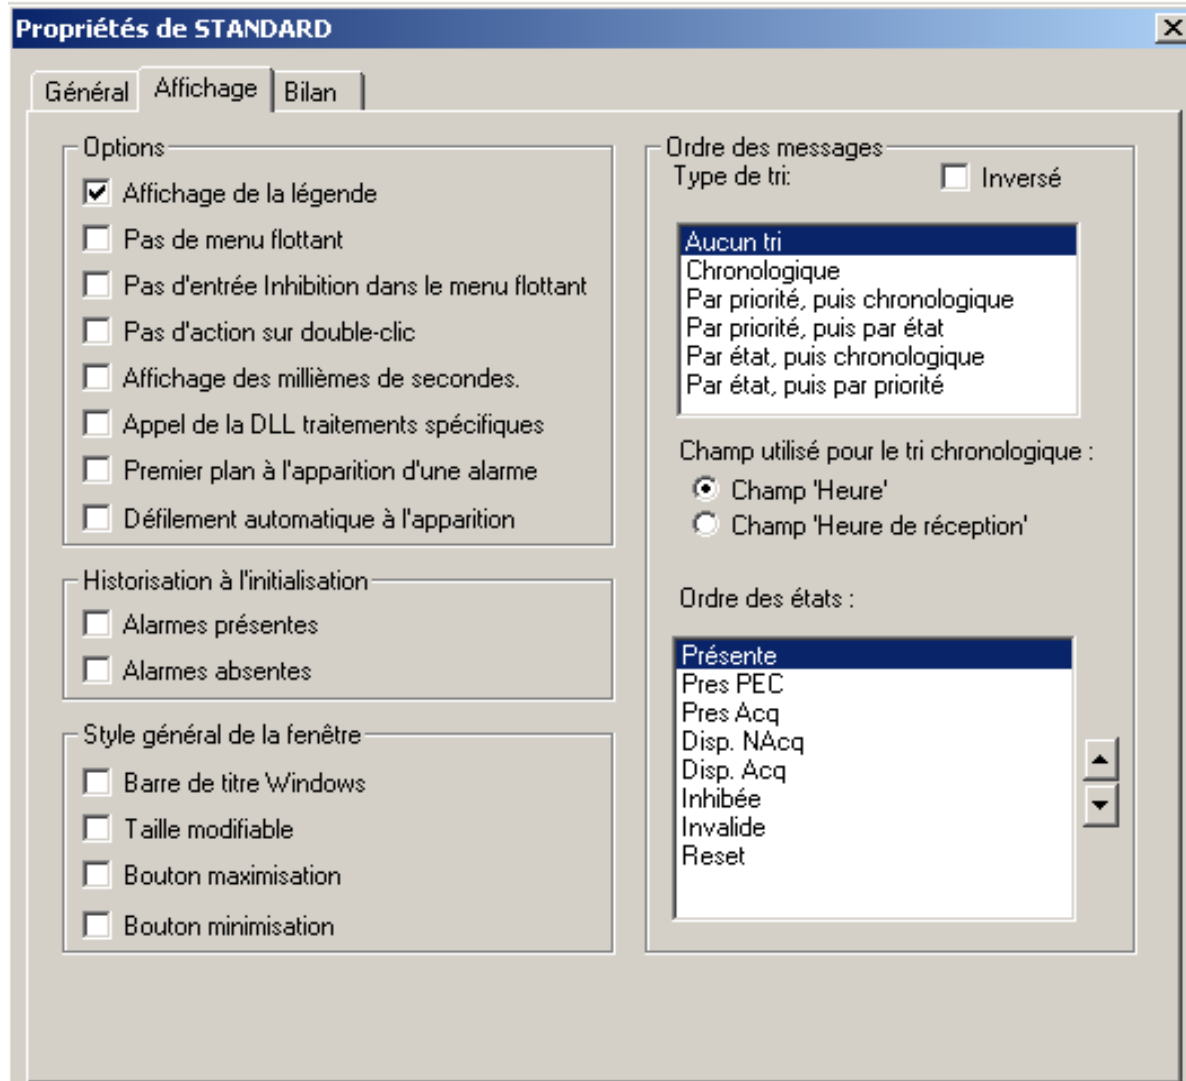 Propriétés de STANDARD
Général
Affichage
Bilan
Options
Affichage de la légende
Pas de menu flottant
Pas d'entrée Inhibition dans le menu flottant
Pas d'action sur double-clic
Affichage des millièmes de secondes.
Appel de la DLL traitements spécifiques
Premier plan à l'apparition d'une alarme
Défilement automatique à l'apparition
Historisation à l'initialisation
Alarmes présentes
Alarmes absentes
Style général de la fenêtre
Barre de titre Windows
Taille modifiable
Bouton maximisation
Bouton minimisation
Ordre des messages
Type de tri: Inversé
Aucun tri
Chronologique
Par priorité, puis chronologique
Par priorité, puis par état
Par état, puis chronologique
Par état, puis par priorité
Champ utilisé pour le tri chronologique :
Champ 'Heure'
Champ 'Heure de réception'
Ordre des états :
Présente
Pres PEC
Pres Acq
Disp. NAcq
Disp. Acq
Inhibée
Invalide
Reset